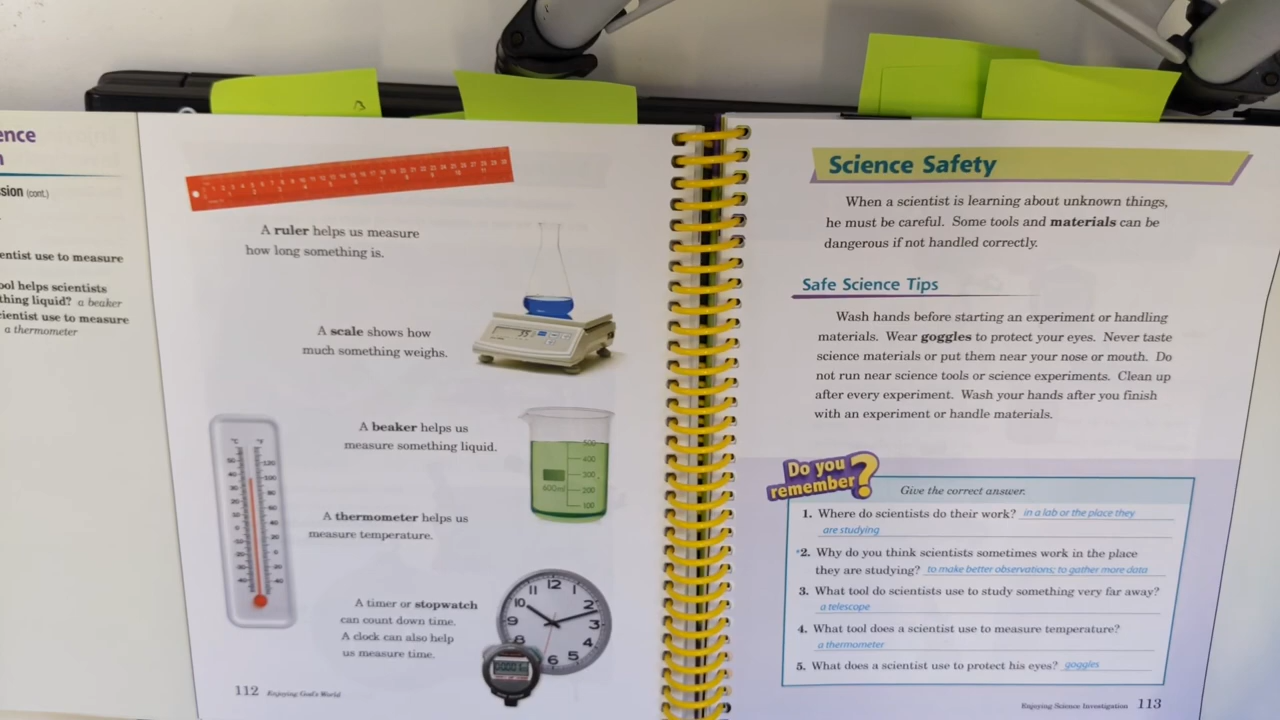 ence
n
sion (cont.)
entist use to measure
ool helps scientists
thing liquid? a beaker
cientist use to measure
a thermometer
A ruler helps us measure
how long something is.
A scale shows how
much something weighs.
A beaker helps us
measure something liquid.
500
400
300
600ml
200
100
A thermometer helps us
measure temperature.
A timer or stopwatch
can count down time.
A clock can also help
us measure time.
112 Enjoying God's World
Science Safety
When a scientist is learning about unknown things,
he must be careful. Some tools and materials can be
dangerous if not handled correctly.
Safe Science Tips
Wash hands before starting an experiment or handling
materials. Wear goggles to protect your eyes. Never taste
science materials or put them near your nose or mouth. Do
not run near science tools or science experiments. Clean up
after every experiment. Wash your hands after you finish
with an experiment or handle materials.
Do you
remember?
Give the correct answer.
1. Where do scientists do their work? in a lab or the place they
are studying
*2. Why do you think scientists sometimes work in the place
they are studying? to make better observations; to gather more data
3. What tool do scientists use to study something very far away?
a telescope
4. What tool does a scientist use to measure temperature?
a thermometer
5. What does a scientist use to protect his eyes? goggles
Enjoying Science Investigation 113